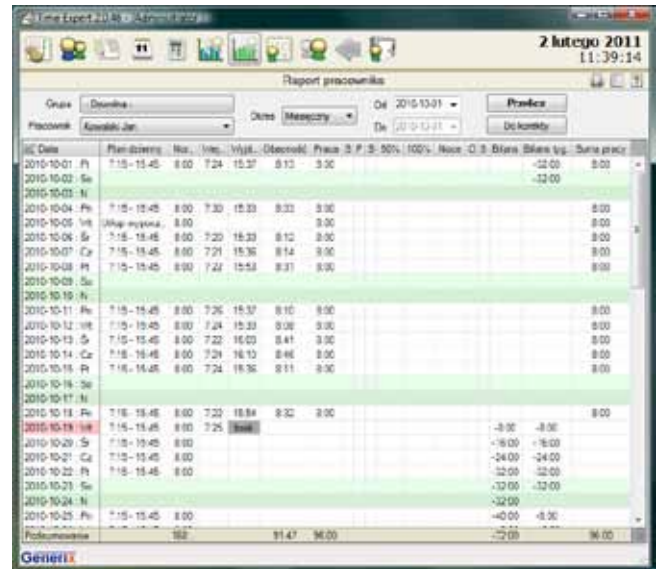 Time Expert 2.0.46 - [Administrator]
2 lutego 2011
11:39:14
Raport pracownika
Grupa Dowolna
Okres Miesięczny
Od 2010-10-01
Przelicz
Pracownik Kowalski Jan
Do 2010-10-31
Do korekty
Data Plan dzienny Nor.. Wej.. Wyjś.. Obecność Praca 50% 100% Noce Bilans Bilans tyg. Suma pracy
2010-10-01 Pt 7:15 - 15:45 8:00 7:24 15:37 8:13 8:00 -32:00 8:00
2010-10-02 So -32:00
2010-10-03 N
2010-10-04 Pn 7:15 - 15:45 8:00 7:30 15:33 8:00 8:00
2010-10-05 Wt 8:00 8:00 8:00
2010-10-06 Śr 7:15 - 15:45 8:00 7:20 15:33 8:12 8:00 8:00
2010-10-07 Cz 7:15 - 15:45 8:00 7:21 15:36 8:14 8:00 8:00
2010-10-08 Pt 7:15 - 15:45 8:00 7:22 15:53 8:31 8:00 8:00
2010-10-09 So
2010-10-10 N
2010-10-11 Pn 7:15 - 15:45 8:00 7:26 15:37 8:10 8:00 8:00
2010-10-12 Wt 7:15 - 15:45 8:00 7:24 15:33 8:00 8:00
2010-10-13 Śr 7:15 - 15:45 8:00 7:22 16:03 8:41 8:00 8:00
2010-10-14 Cz 7:15 - 15:45 8:00 7:24 16:13 8:46 8:00 8:00
2010-10-15 Pt 7:15 - 15:45 8:00 7:24 15:36 8:11 8:00 8:00
2010-10-16 So
2010-10-17 N
2010-10-18 Pn 7:15 - 15:45 8:00 7:22 15:54 8:32 8:00 8:00
2010-10-19 Wt 7:15 - 15:45 8:00 7:25 brak -8:00 -8:00
2010-10-20 Śr 7:15 - 15:45 8:00 -16:00 -16:00
2010-10-21 Cz 7:15 - 15:45 8:00 -24:00 -24:00
2010-10-22 Pt 7:15 - 15:45 8:00 -32:00 -32:00
2010-10-23 So -32:00 -32:00
2010-10-24 N -32:00
2010-10-25 Pn 7:15 - 15:45 8:00 -40:00 -8:00
Podsumowanie 168.. 91:47 96:00 -72:00 96:00
Generix